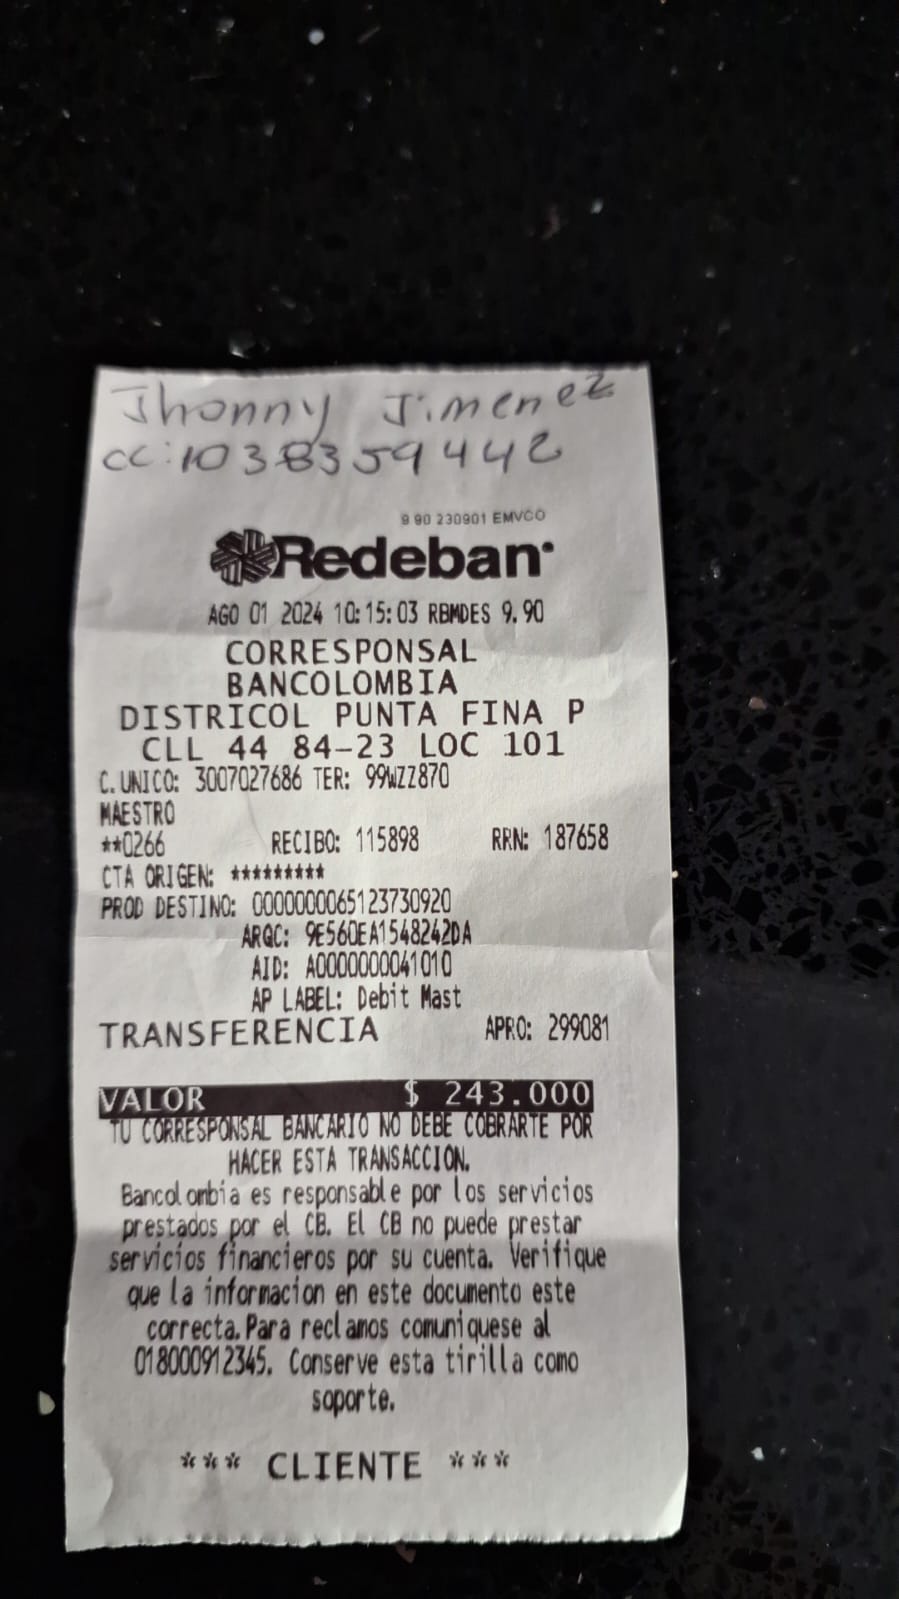 Jhonny Jimenez
cc: 1038359442
9 90 230901 EMVCO
Redeban
AGO 01 2024 10:15:03 RBMDES 9.90
CORRESPONSAL
BANCOLOMBIA
DISTRICOL PUNTA FINA P
CLL 44 84-23 LOC 101
C. UNICO: 3007027686 TER: 99WZZ870
MAESTRO
**0266 RECIBO: 115898 RRN: 187658
CTA ORIGEN: *********
PROD DESTINO: 0000000065123730920
ARQC: 9E560EA1548242DA
AID: A0000000041010
AP LABEL: Debit Mast
TRANSFERENCIA APRO: 299081
VALOR $ 243.000
TU CORRESPONSAL BANCARIO NO DEBE COBRARTE POR
HACER ESTA TRANSACCION.
Bancolombia es responsable por los servicios
prestados por el CB. El CB no puede prestar
servicios financieros por su cuenta. Verifique
que la informacion en este documento este
correcta.Para reclamos comuniquese al
018000912345. Conserve esta tirilla como
soporte.
*** CLIENTE ***